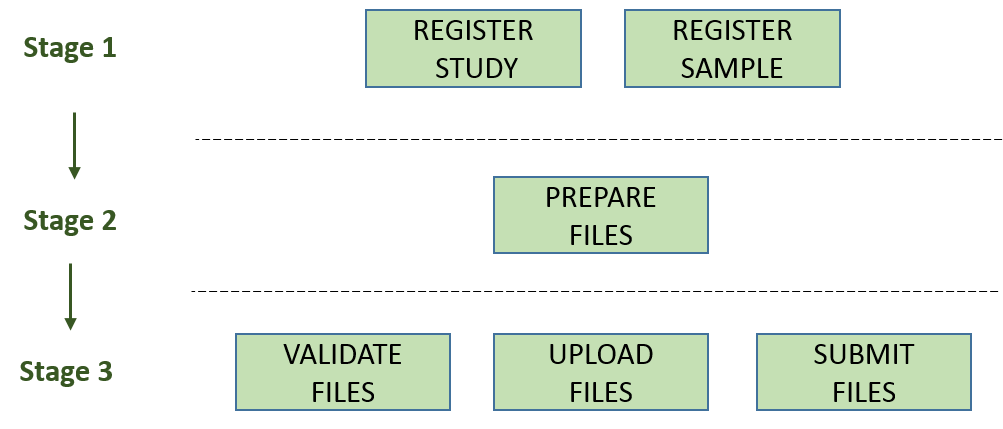 Stage 1
REGISTER
STUDY
REGISTER
SAMPLE
Stage 2
PREPARE
FILES
Stage 3
VALIDATE
FILES
UPLOAD
FILES
SUBMIT
FILES